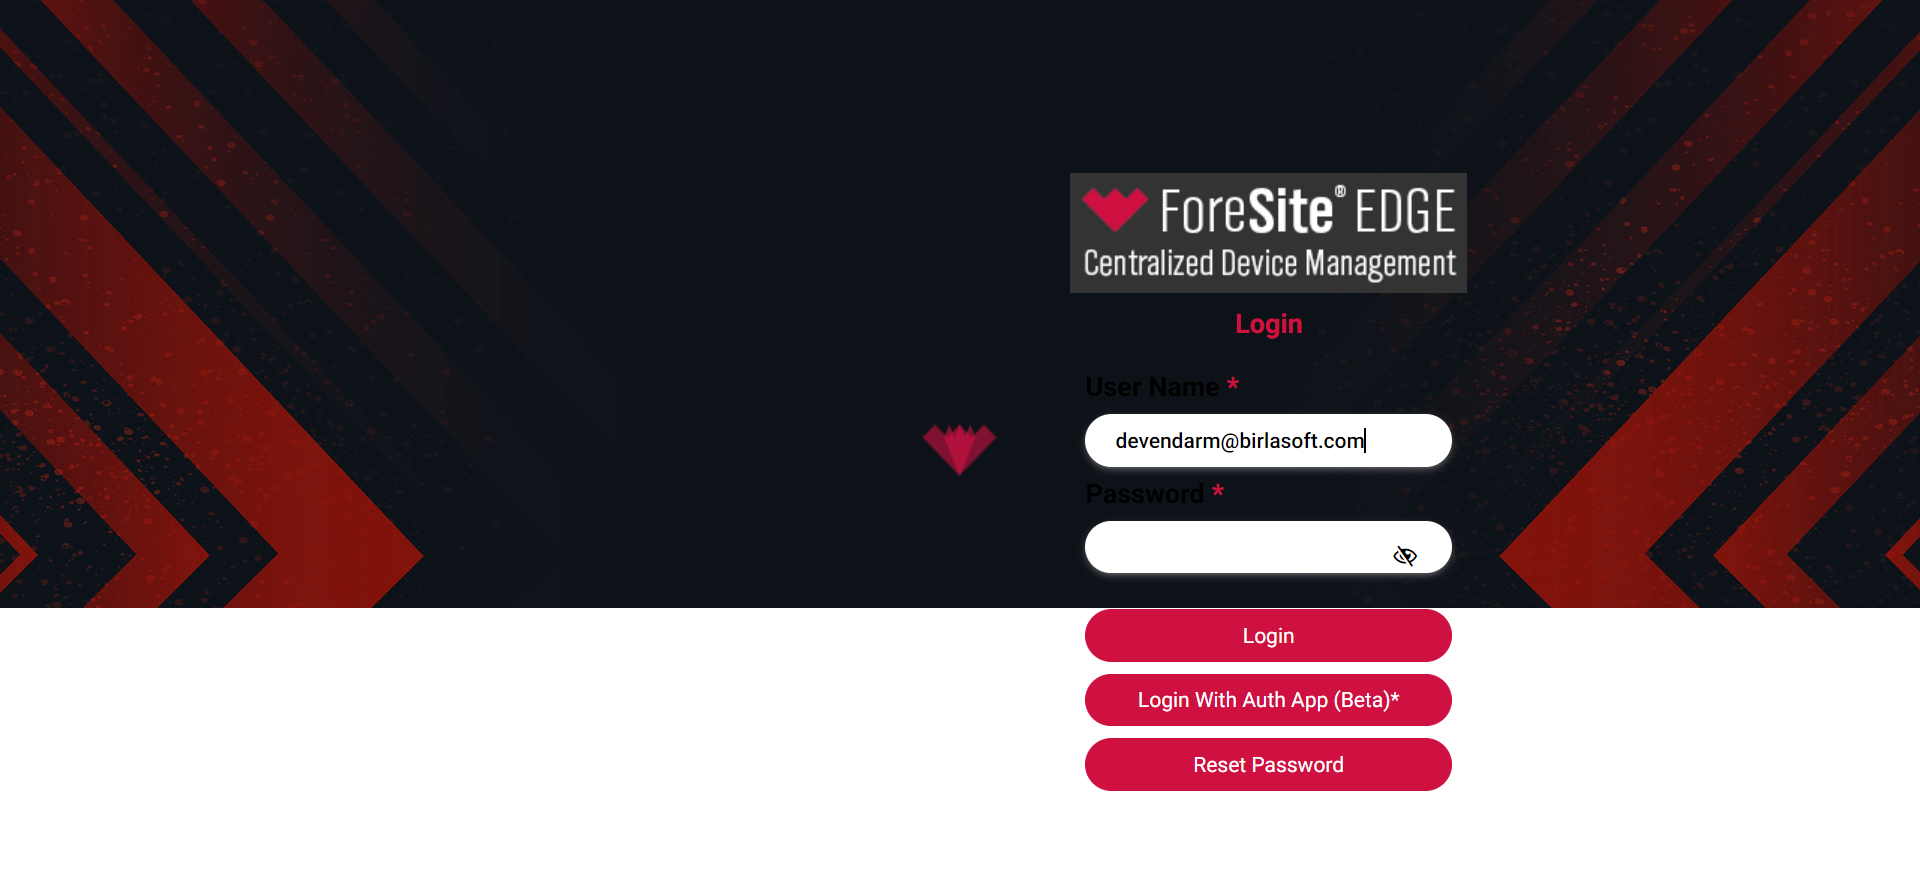 ForeSite® EDGE
Centralized Device Management
Login
User Name *
devendarm@birlasoft.com
Password *
Login
Login With Auth App (Beta)*
Reset Password